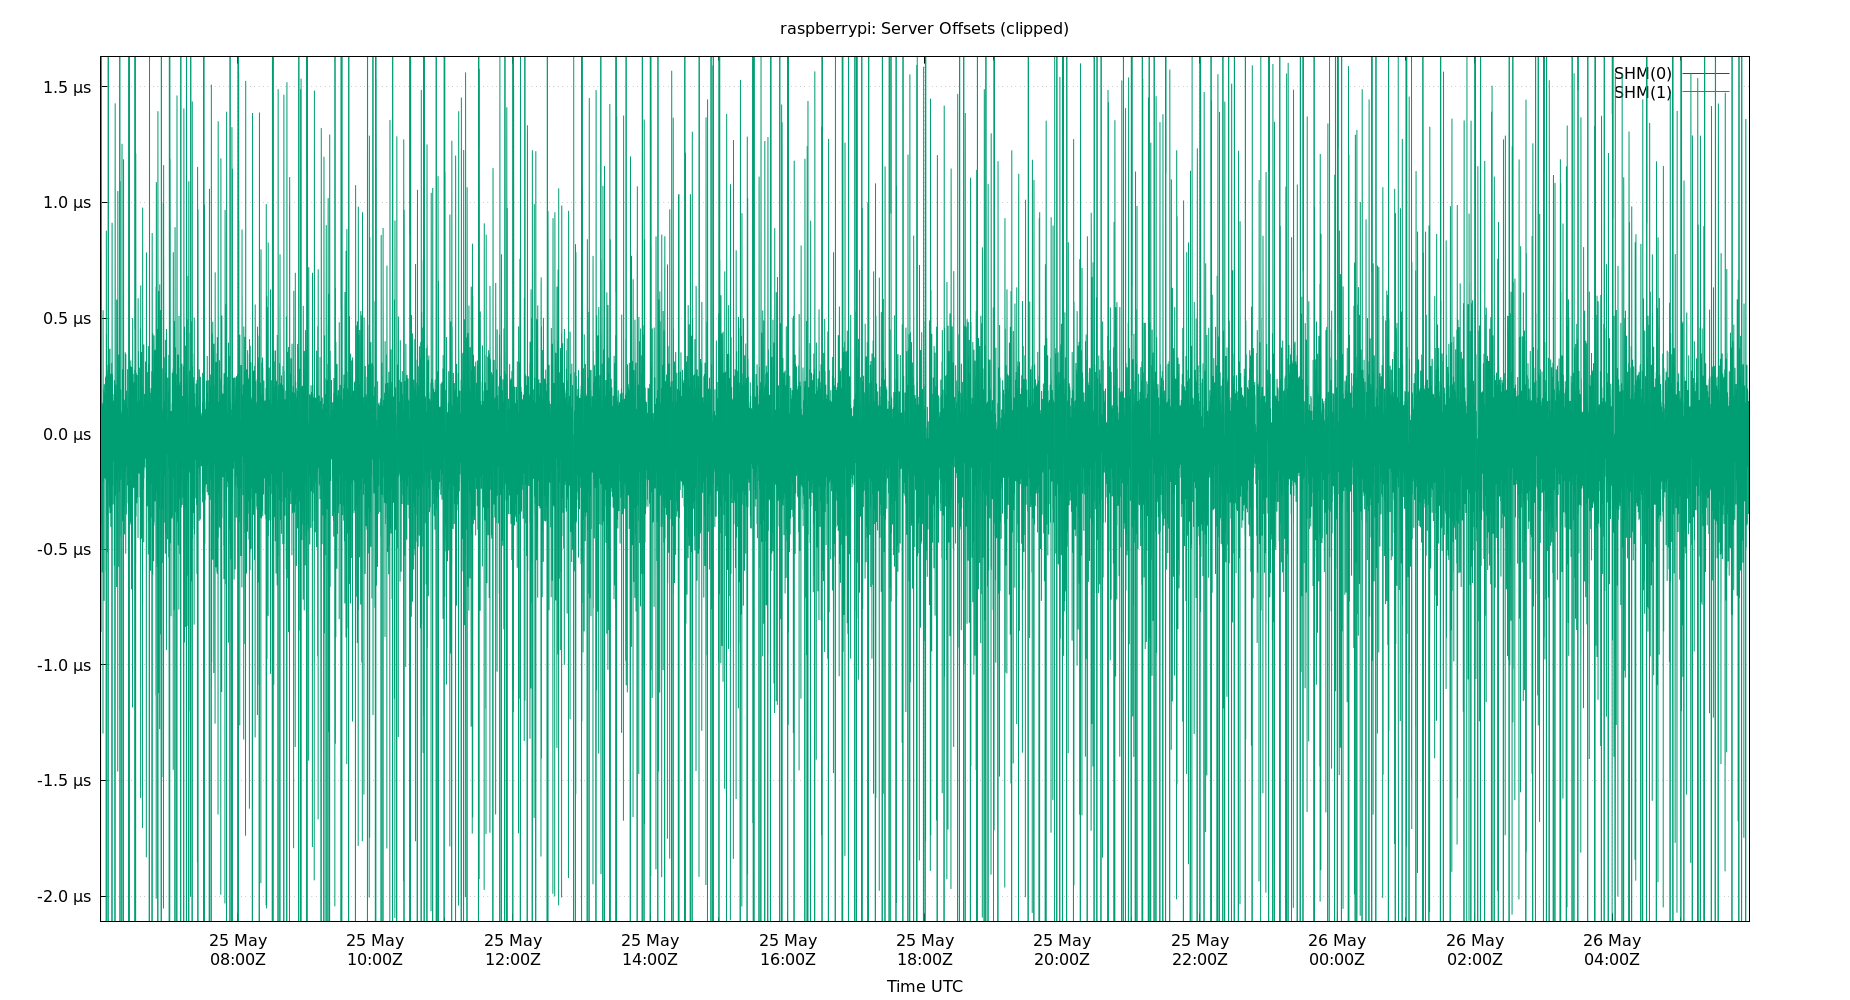 raspberrypi: Server Offsets (clipped)
SHM(0)
SHM(1)
1.5 µs
1.0 µs
0.5 µs
0.0 µs
-0.5 µs
-1.0 µs
-1.5 µs
-2.0 µs
25 May 25 May 25 May 25 May 25 May 25 May 25 May 25 May 26 May 26 May 26 May
08:00Z 10:00Z 12:00Z 14:00Z 16:00Z 18:00Z 20:00Z 22:00Z 00:00Z 02:00Z 04:00Z
Time UTC